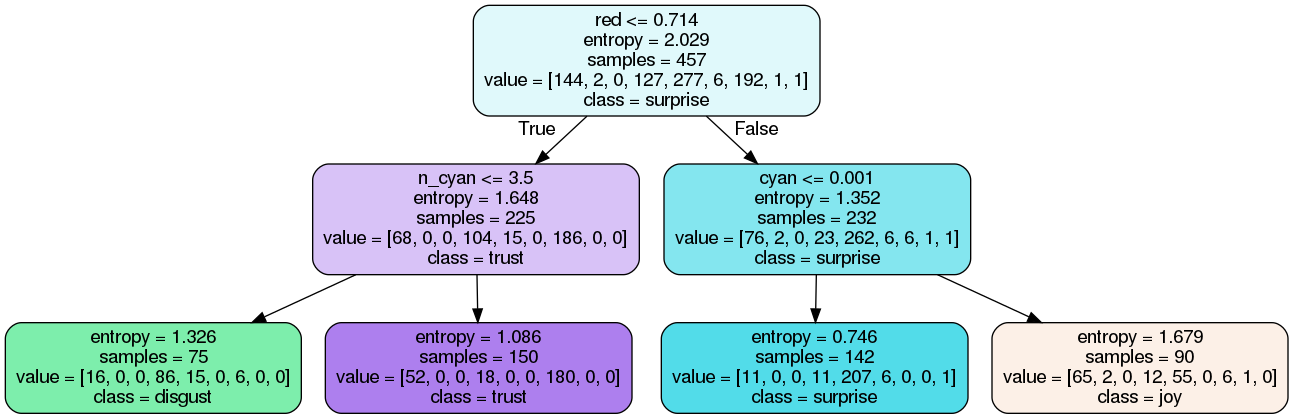 red <= 0.714
entropy = 2.029
samples = 457
value = [144, 2, 0, 127, 277, 6, 192, 1, 1]
class = surprise
True
False
n_cyan <= 3.5
entropy = 1.648
samples = 225
value = [68, 0, 0, 104, 15, 0, 186, 0, 0]
class = trust
cyan <= 0.001
entropy = 1.352
samples = 232
value = [76, 2, 0, 23, 262, 6, 6, 1, 1]
class = surprise
entropy = 1.326
samples = 75
value = [16, 0, 0, 86, 15, 0, 6, 0, 0]
class = disgust
entropy = 1.086
samples = 150
value = [52, 0, 0, 18, 0, 0, 180, 0, 0]
class = trust
entropy = 0.746
samples = 142
value = [11, 0, 0, 11, 207, 6, 0, 0, 1]
class = surprise
entropy = 1.679
samples = 90
value = [65, 2, 0, 12, 55, 0, 6, 1, 0]
class = joy